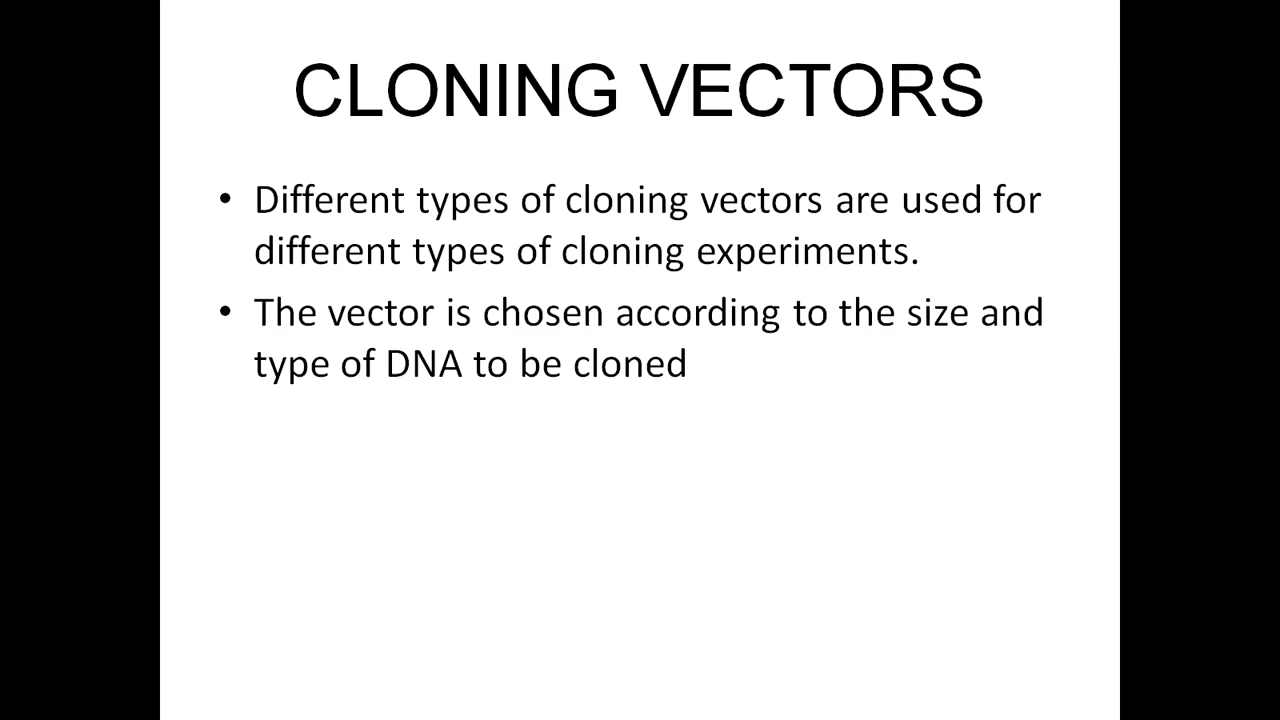 CLONING VECTORS
• Different types of cloning vectors are used for
different types of cloning experiments.
• The vector is chosen according to the size and
type of DNA to be cloned